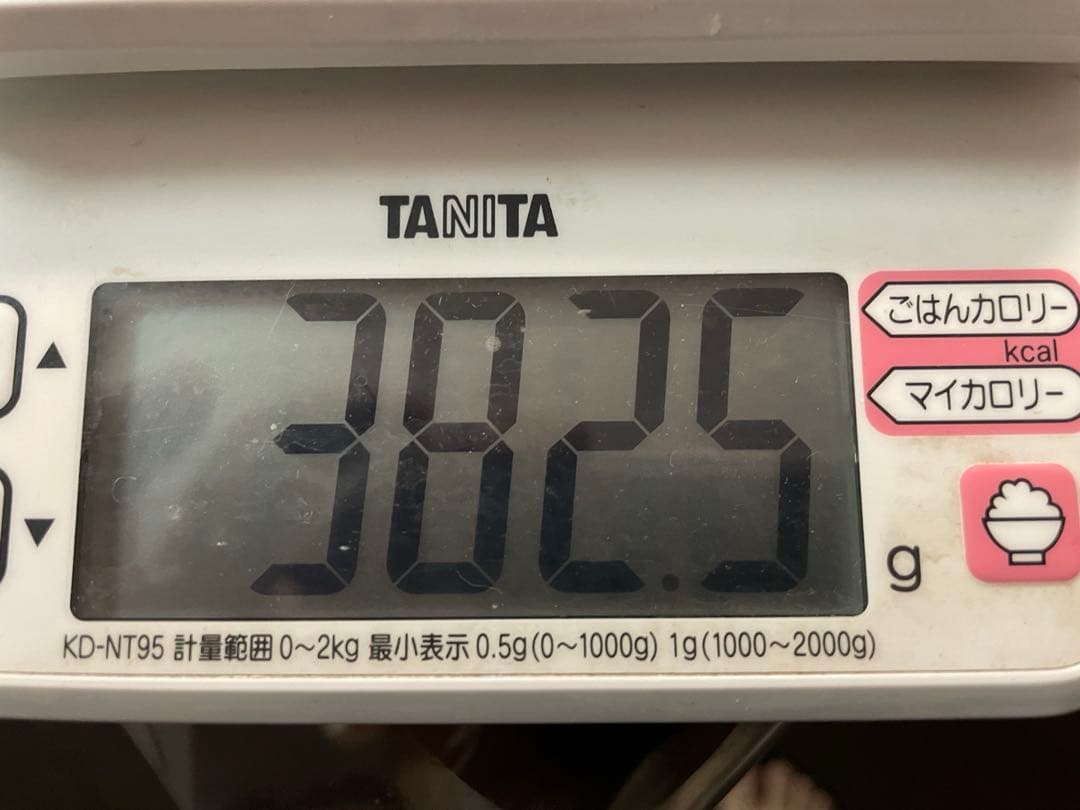 TANITA
382.5
g
ごはんカロリー
kcal
マイカロリー
▲
▼
KD-NT95 計量範囲 0～2kg 最小表示 0.5g(0～1000g) 1g(1000～2000g)